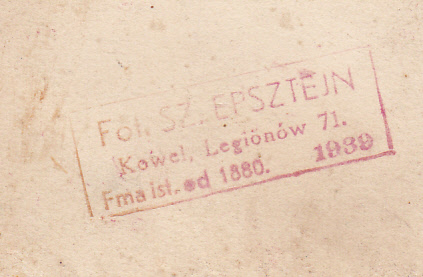 Fot. SZ. EPSZTEJN
Kowel, Legionów 71.
Fma ist. od 1880. 1939